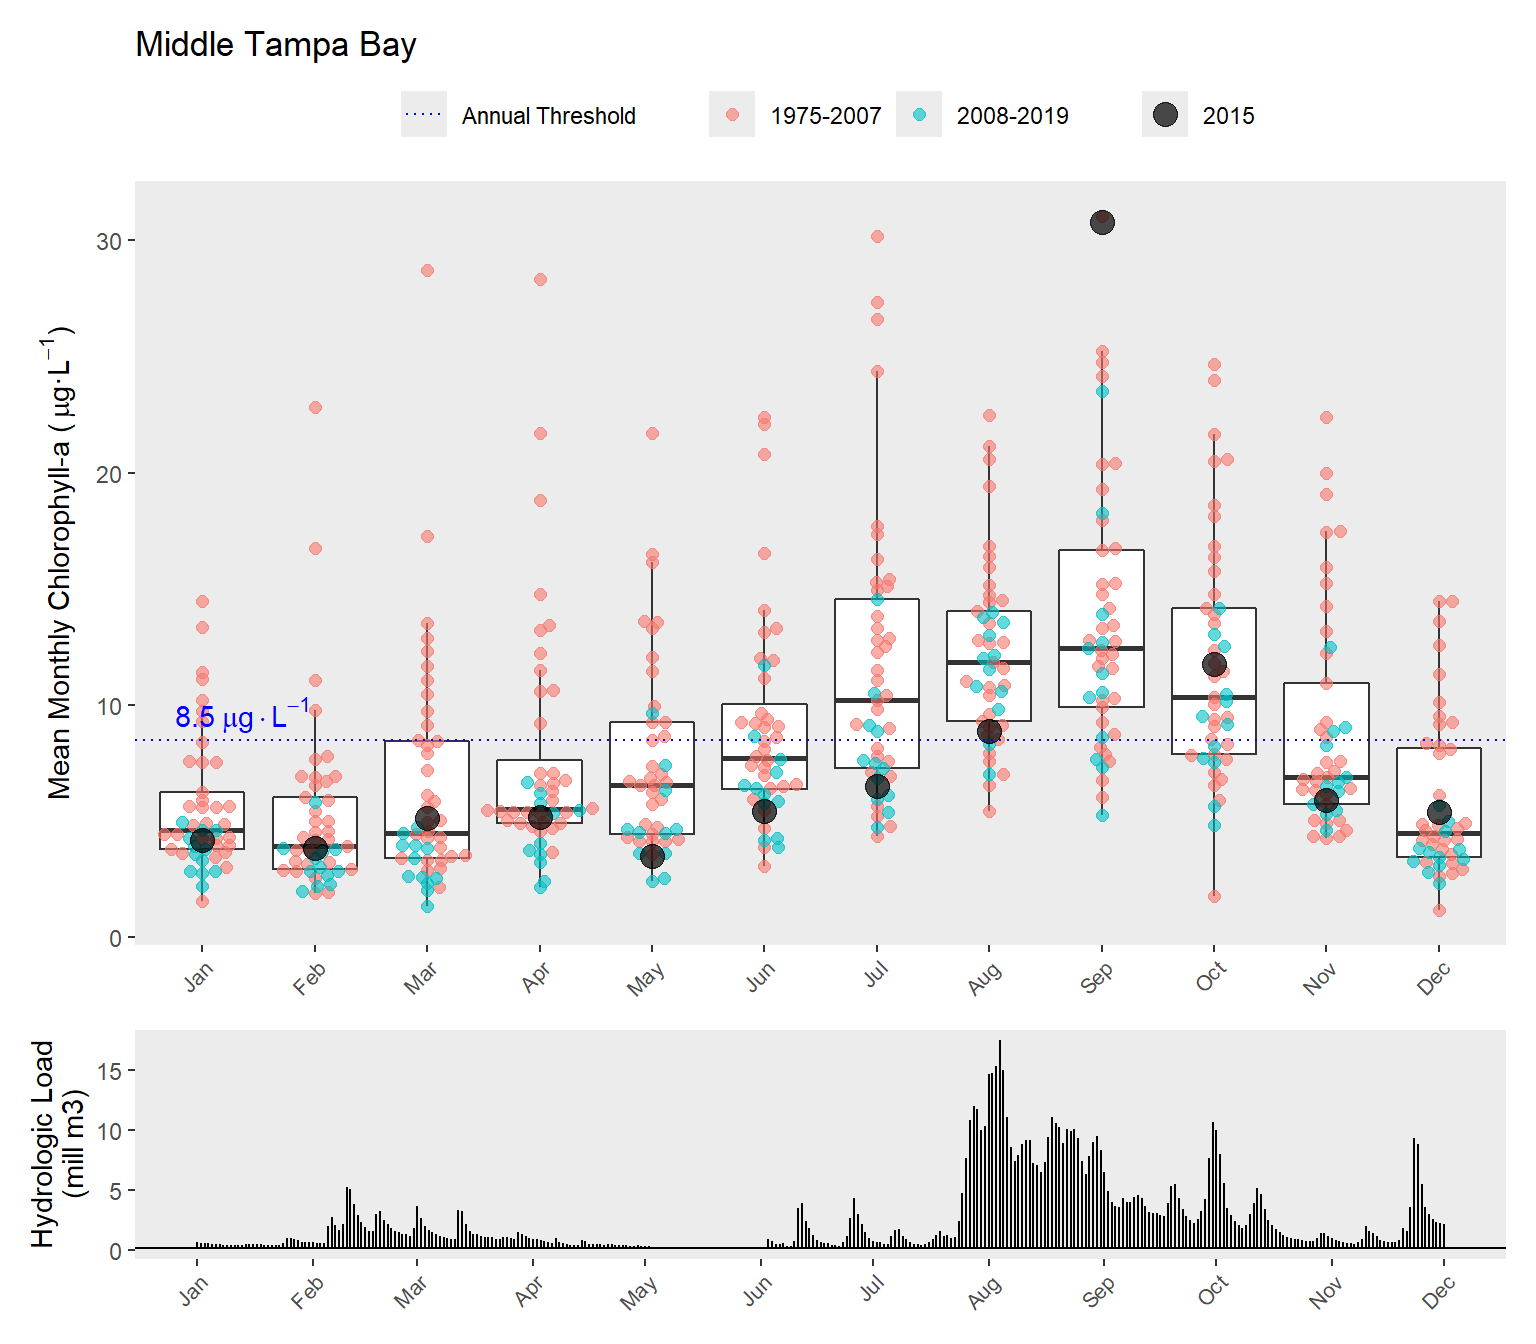 Middle Tampa Bay
Annual Threshold 1975-2007 2008-2019 2015
Mean Monthly Chlorophyll-a ( µg·L⁻¹)
30
20
10
0
8.5 µg·L⁻¹
Jan Feb Mar Apr May Jun Jul Aug Sep Oct Nov Dec
Hydrologic Load
(mill m3)
15
10
5
0
Jan Feb Mar Apr May Jun Jul Aug Sep Oct Nov Dec